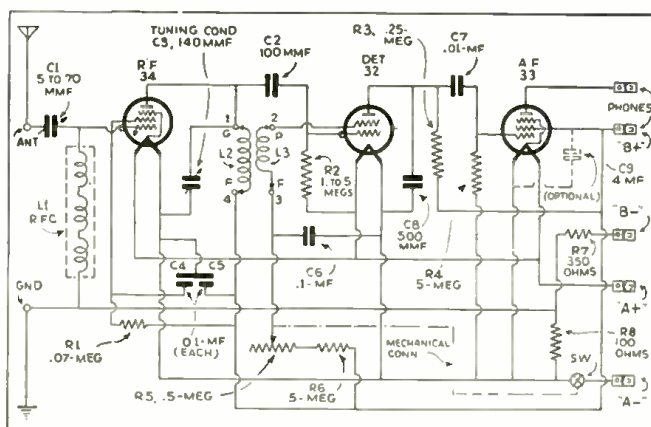 TUNING COND
C3, 140 MMF
C1
5 TO 70
MMF
R F
34
C2
100 MMF
R3, .25-
MEG
DET
32
C7
.01-MF
A F
33
PHONES
"B+"
ANT
1
G
L2
F
4
2
P
L3
F
3
R2
1. TO 5
MEGS
C9
4 MF
(OPTIONAL)
L1
R.F.C.
C8
500
MMF
"B-"
R7
350
OHMS
C4
C5
C6
.1-MF
R4
.5-MEG
GND
"A+"
R1
.07-MEG
.01-MF
(EACH)
MECHANICAL
CONN
R8
100
OHMS
R5, .5-MEG
R6
.5-MEG
SW
"A-"